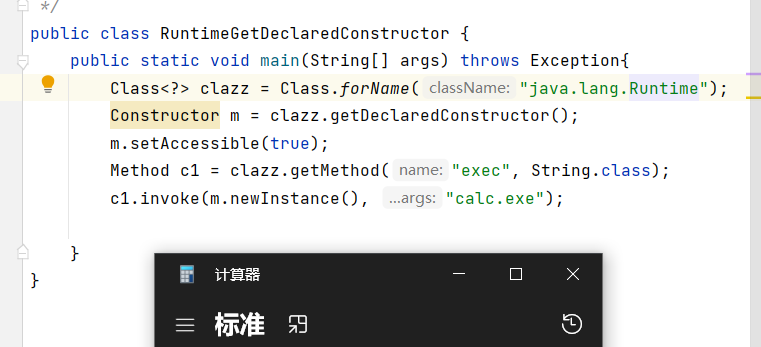 */
public class RuntimeGetDeclaredConstructor {
public static void main(String[] args) throws Exception{
Class<?> clazz = Class.forName( className: "java.lang.Runtime");
Constructor m = clazz.getDeclaredConstructor();
m.setAccessible(true);
Method c1 = clazz.getMethod( name: "exec", String.class);
c1.invoke(m.newInstance(), ...args: "calc.exe");
}
}
计算器
标准